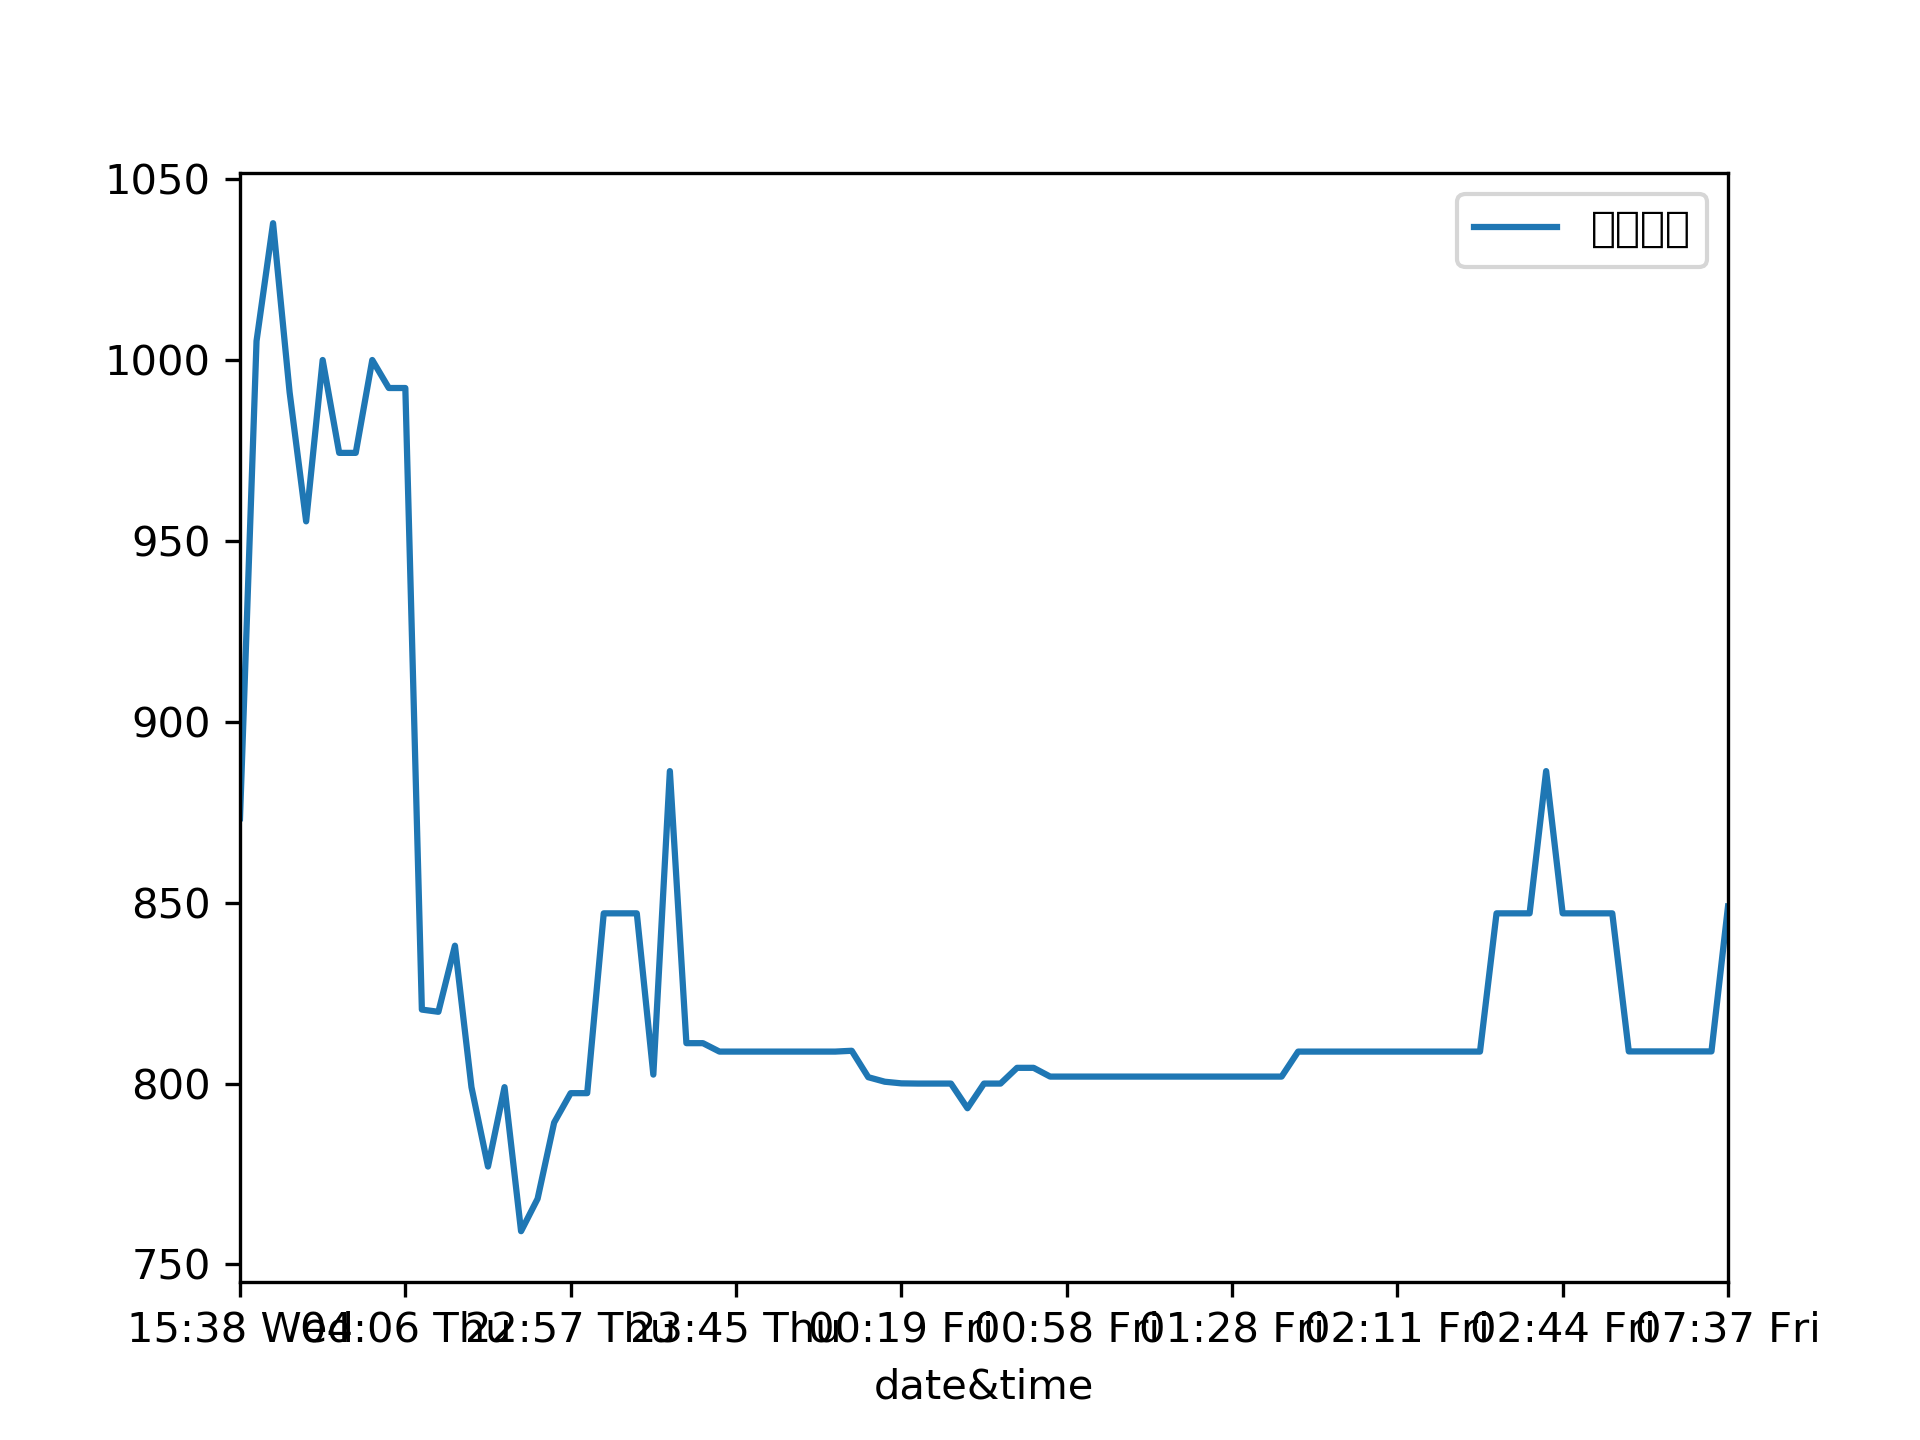 1050
1000
950
900
850
800
750
15:38 Wed
04:06 Thu
22:57 Thu
23:45 Thu
00:19 Fri
00:58 Fri
01:28 Fri
02:11 Fri
02:44 Fri
07:37 Fri
date&time